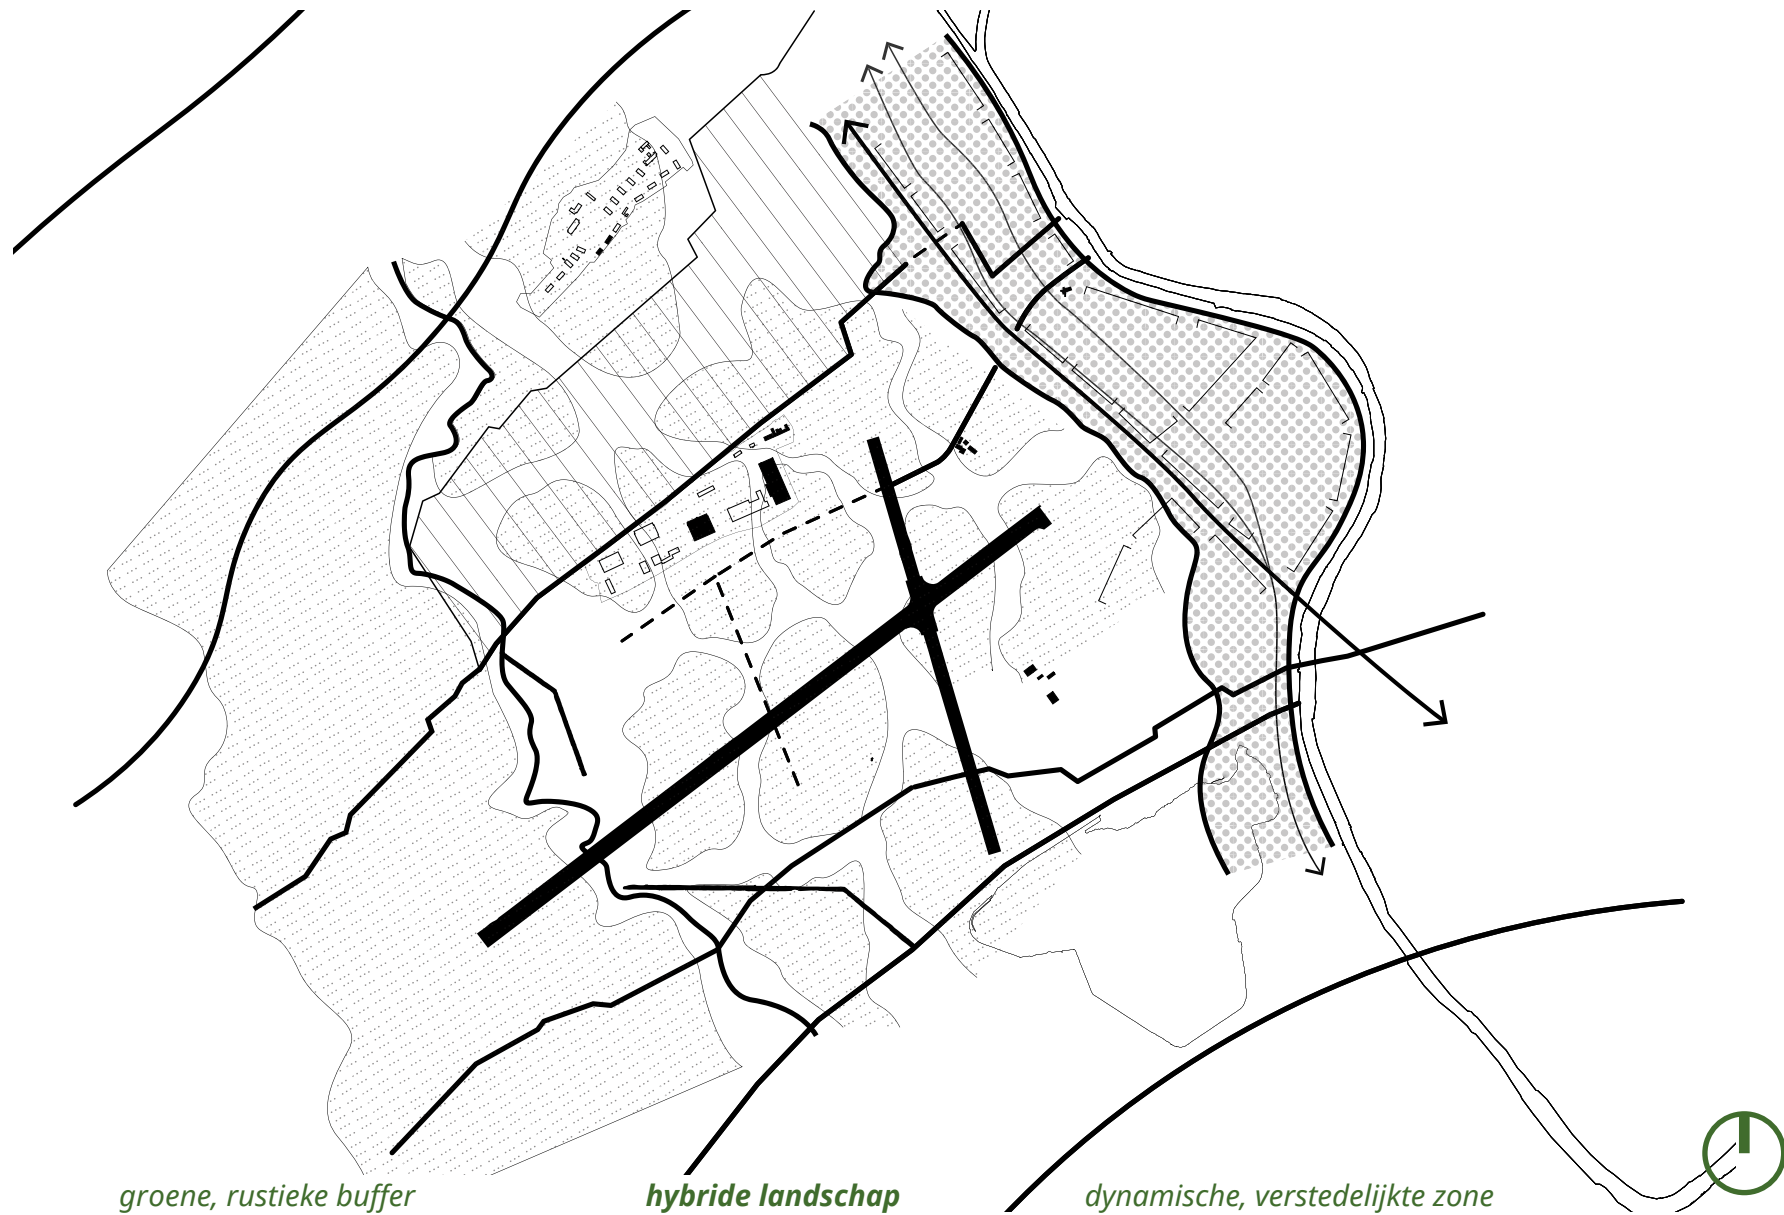 groene, rustieke buffer
hybride landschap
dynamische, verstedelijkte zone